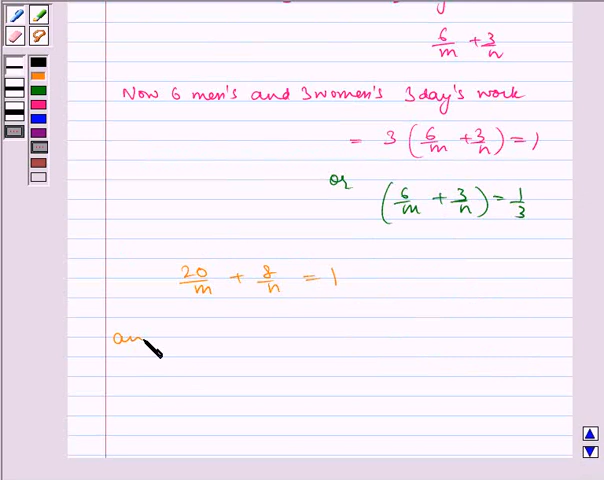 6/m + 3/n
Now 6 men's and 3 women's 3 day's work
= 3 (6/m + 3/n) = 1
or
(6/m + 3/n) = 1/3
20/m + 8/n = 1
an